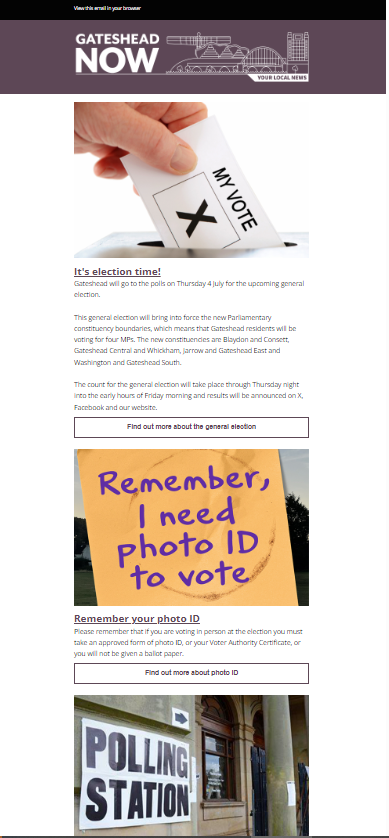 View this email in your browser
GATESHEAD
NOW
YOUR LOCAL NEWS
MY VOTE
X
It's election time!
Gateshead will go to the polls on Thursday 4 July for the upcoming general
election.
This general election will bring into force the new Parliamentary
constituency boundaries, which means that Gateshead residents will be
voting for four MPs. The new constituencies are Blaydon and Consett,
Gateshead Central and Whickham, Jarrow and Gateshead East and
Washington and Gateshead South.
The count for the general election will take place through Thursday night
into the early hours of Friday morning and results will be announced on X,
Facebook and our website.
Find out more about the general election
Remember,
I need
photo ID
to vote
Remember your photo ID
Please remember that if you are voting in person at the election you must
take an approved form of photo ID, or your Voter Authority Certificate, or
you will not be given a ballot paper.
Find out more about photo ID
POLLING
STATION